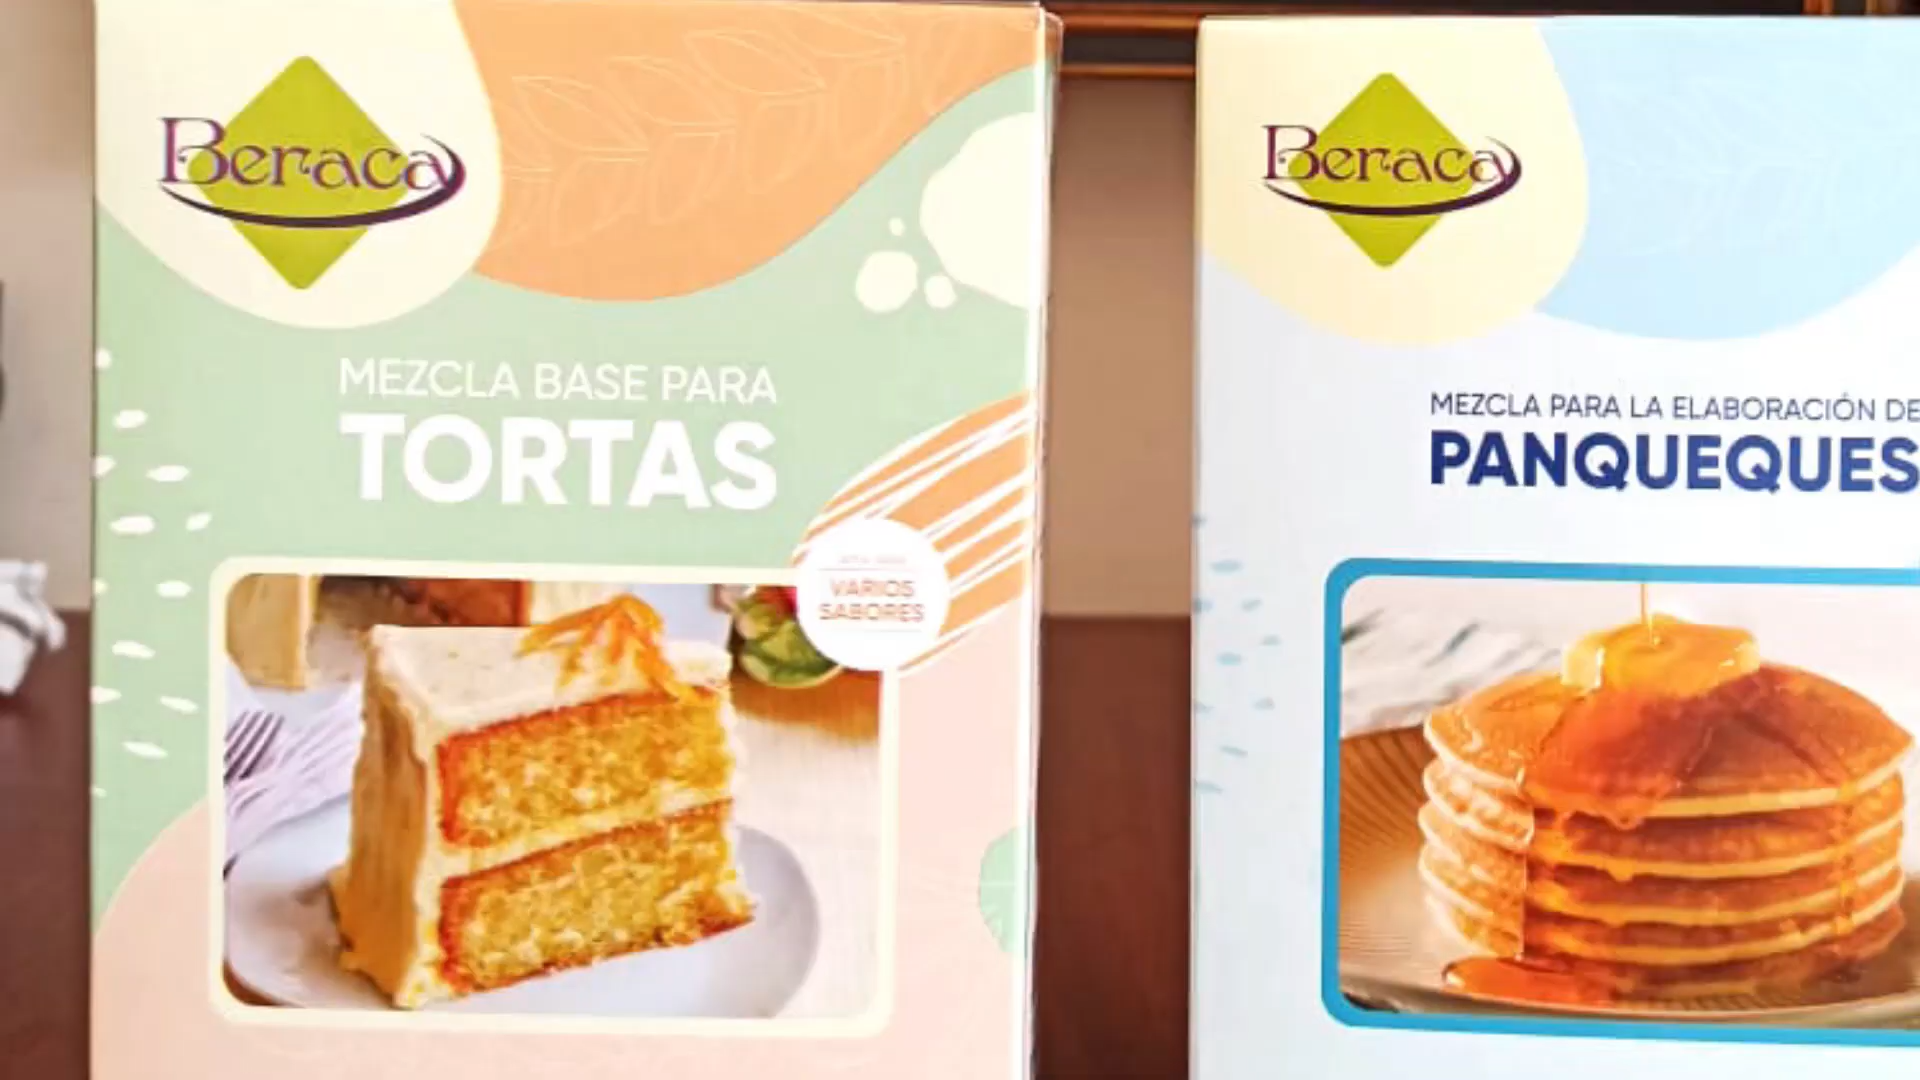 Beraca
MEZCLA BASE PARA
TORTAS
VARIOS
SABORES
Beraca
MEZCLA PARA LA ELABORACIÓN DE
PANQUEQUES